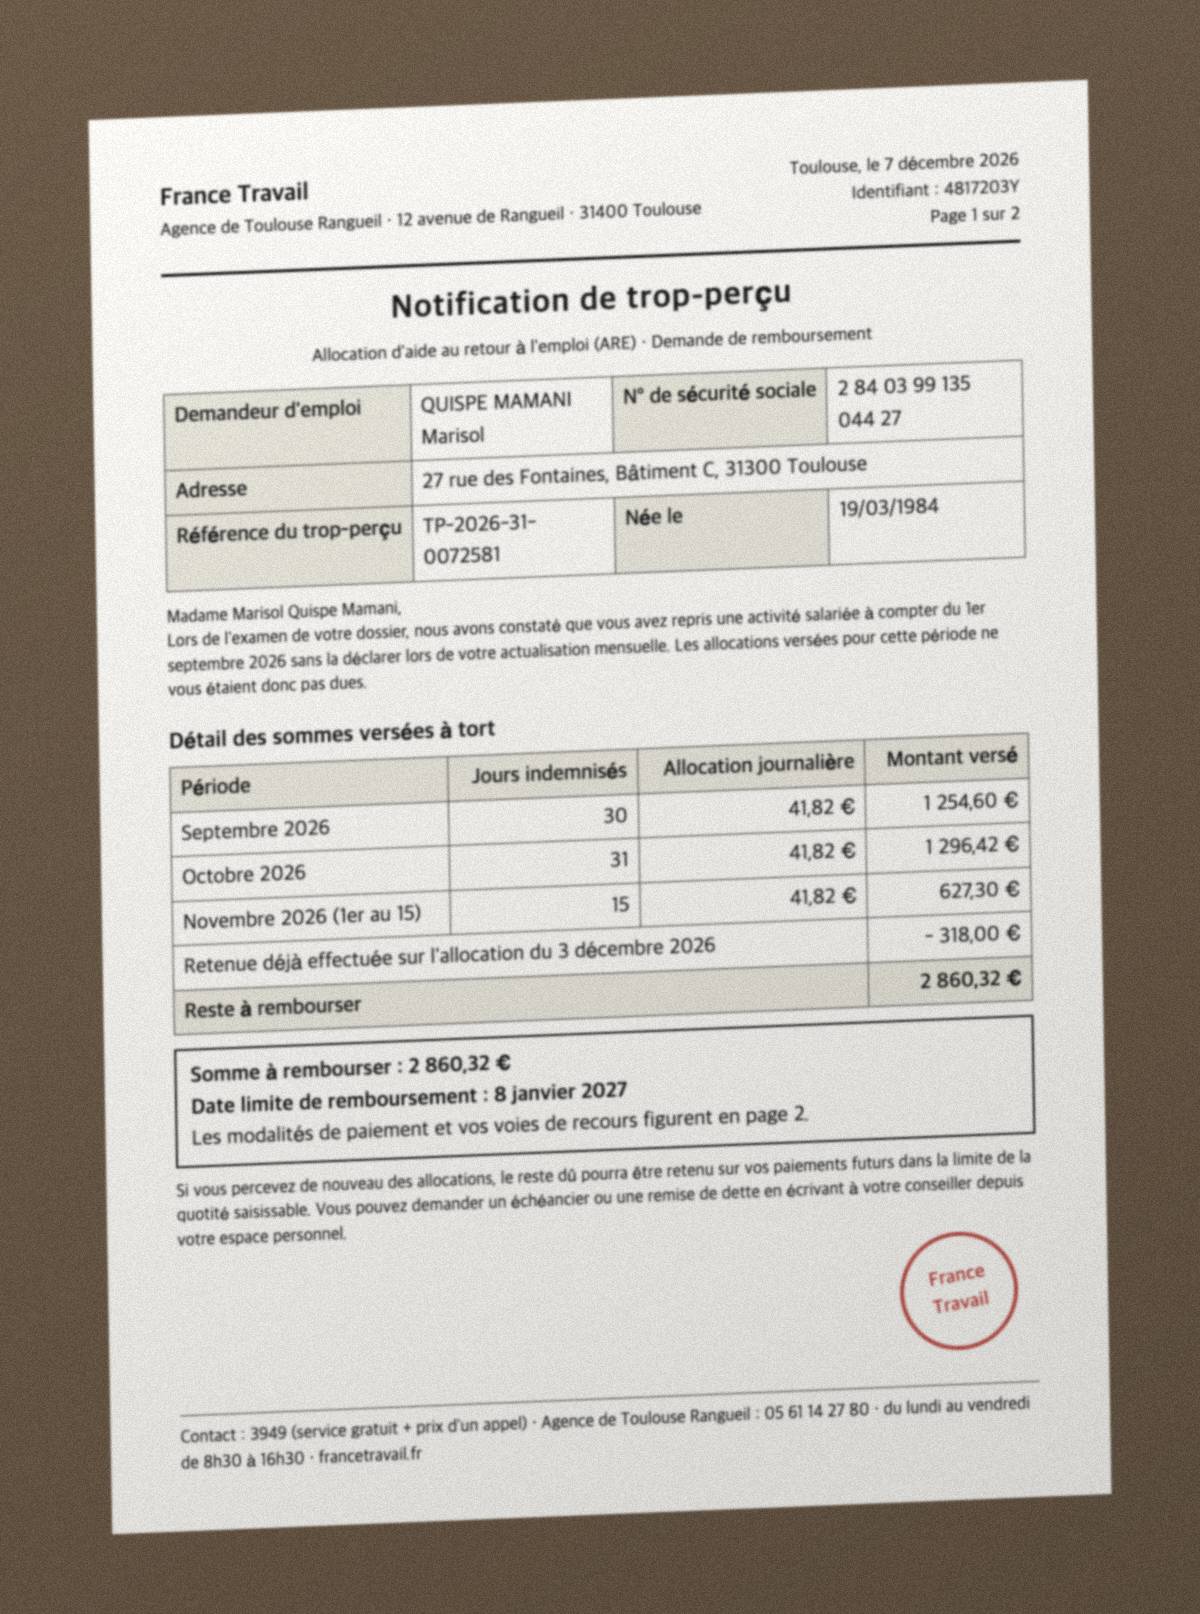 France Travail
Agence de Toulouse Rangueil · 12 avenue de Rangueil · 31400 Toulouse
Toulouse, le 7 décembre 2026
Identifiant : 4817203Y
Page 1 sur 2
Notification de trop-perçu
Allocation d'aide au retour à l'emploi (ARE) · Demande de remboursement
Demandeur d'emploi
QUISPE MAMANI
Marisol
N° de sécurité sociale
2 84 03 99 135
044 27
Adresse
27 rue des Fontaines, Bâtiment C, 31300 Toulouse
Référence du trop-perçu
TP-2026-31-
0072581
Née le
19/03/1984
Madame Marisol Quispe Mamani,
Lors de l'examen de votre dossier, nous avons constaté que vous avez repris une activité salariée à compter du 1er
septembre 2026 sans la déclarer lors de votre actualisation mensuelle. Les allocations versées pour cette période ne
vous étaient donc pas dues.
Détail des sommes versées à tort
Période Jours indemnisés Allocation journalière Montant versé
Septembre 2026 30 41,82 € 1 254,60 €
Octobre 2026 31 41,82 € 1 296,42 €
Novembre 2026 (1er au 15) 15 41,82 € 627,30 €
Retenue déjà effectuée sur l'allocation du 3 décembre 2026 - 318,00 €
Reste à rembourser 2 860,32 €
Somme à rembourser : 2 860,32 €
Date limite de remboursement : 8 janvier 2027
Les modalités de paiement et vos voies de recours figurent en page 2.
Si vous percevez de nouveau des allocations, le reste dû pourra être retenu sur vos paiements futurs dans la limite de la
quotité saisissable. Vous pouvez demander un échéancier ou une remise de dette en écrivant à votre conseiller depuis
votre espace personnel.
France
Travail
Contact : 3949 (service gratuit + prix d'un appel) · Agence de Toulouse Rangueil : 05 61 14 27 80 · du lundi au vendredi
de 8h30 à 16h30 · francetravail.fr